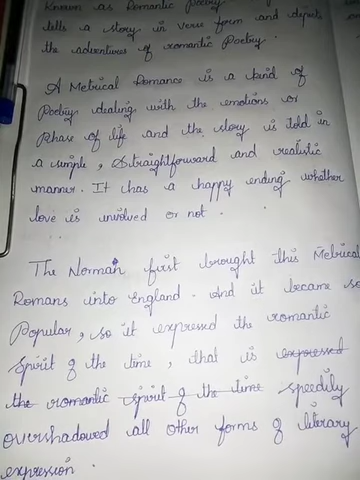 known as Romantic Poetry
tells a story in verse form and depicts
the adventures of romantic Poetry.
A Metrical Romance is a kind of
Poetry dealing with the emotions or
Phase of life and the story is told in
a simple, straightforward and realistic
manner. It has a happy ending whether
love is involved or not.
The Norman first brought this Metrical
Romans into England. And it became so
Popular, so it expressed the romantic
spirit of the time, that is expressed
the romantic spirit of the time speedily
overshadowed all other forms of literary
expression.